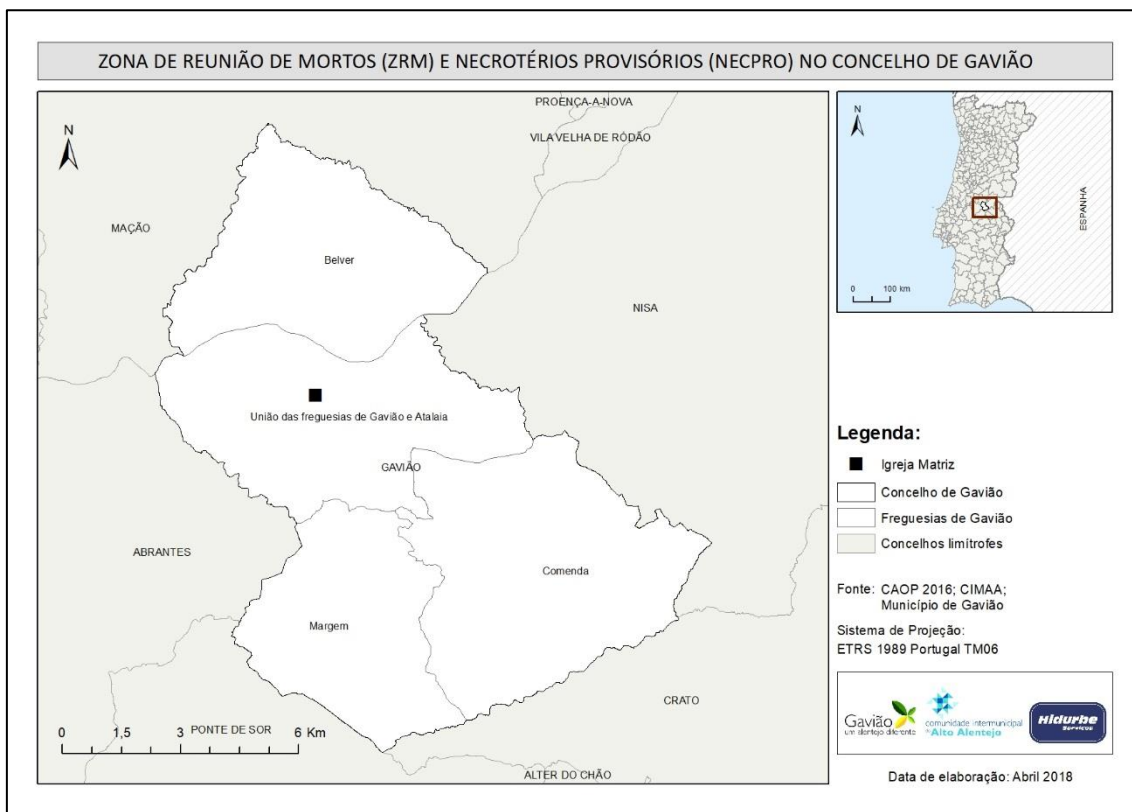 ZONA DE REUNIÃO DE MORTOS (ZRM) E NECROTÉRIOS PROVISÓRIOS (NECPRO) NO CONCELHO DE GAVIÃO
N
PROENÇA-A-NOVA
VILA VELHA DE RÓDÃO
MAÇÃO
Belver
NISA
União das freguesias de Gavião e Atalaia
GAVIÃO
ABRANTES
Comenda
Margem
CRATO
PONTE DE SOR
0 1,5 3 6 Km
ALTER DO CHÃO
N
ESPANHA
0 100 km
Legenda:
Igreja Matriz
Concelho de Gavião
Freguesias de Gavião
Concelhos limítrofes
Fonte: CAOP 2016; CIMAA;
Município de Gavião
Sistema de Projeção:
ETRS 1989 Portugal TM06
Gavião
um alentejo diferente
comunidade intermunicipal
do Alto Alentejo
Hidurbe
Serviços
Data de elaboração: Abril 2018